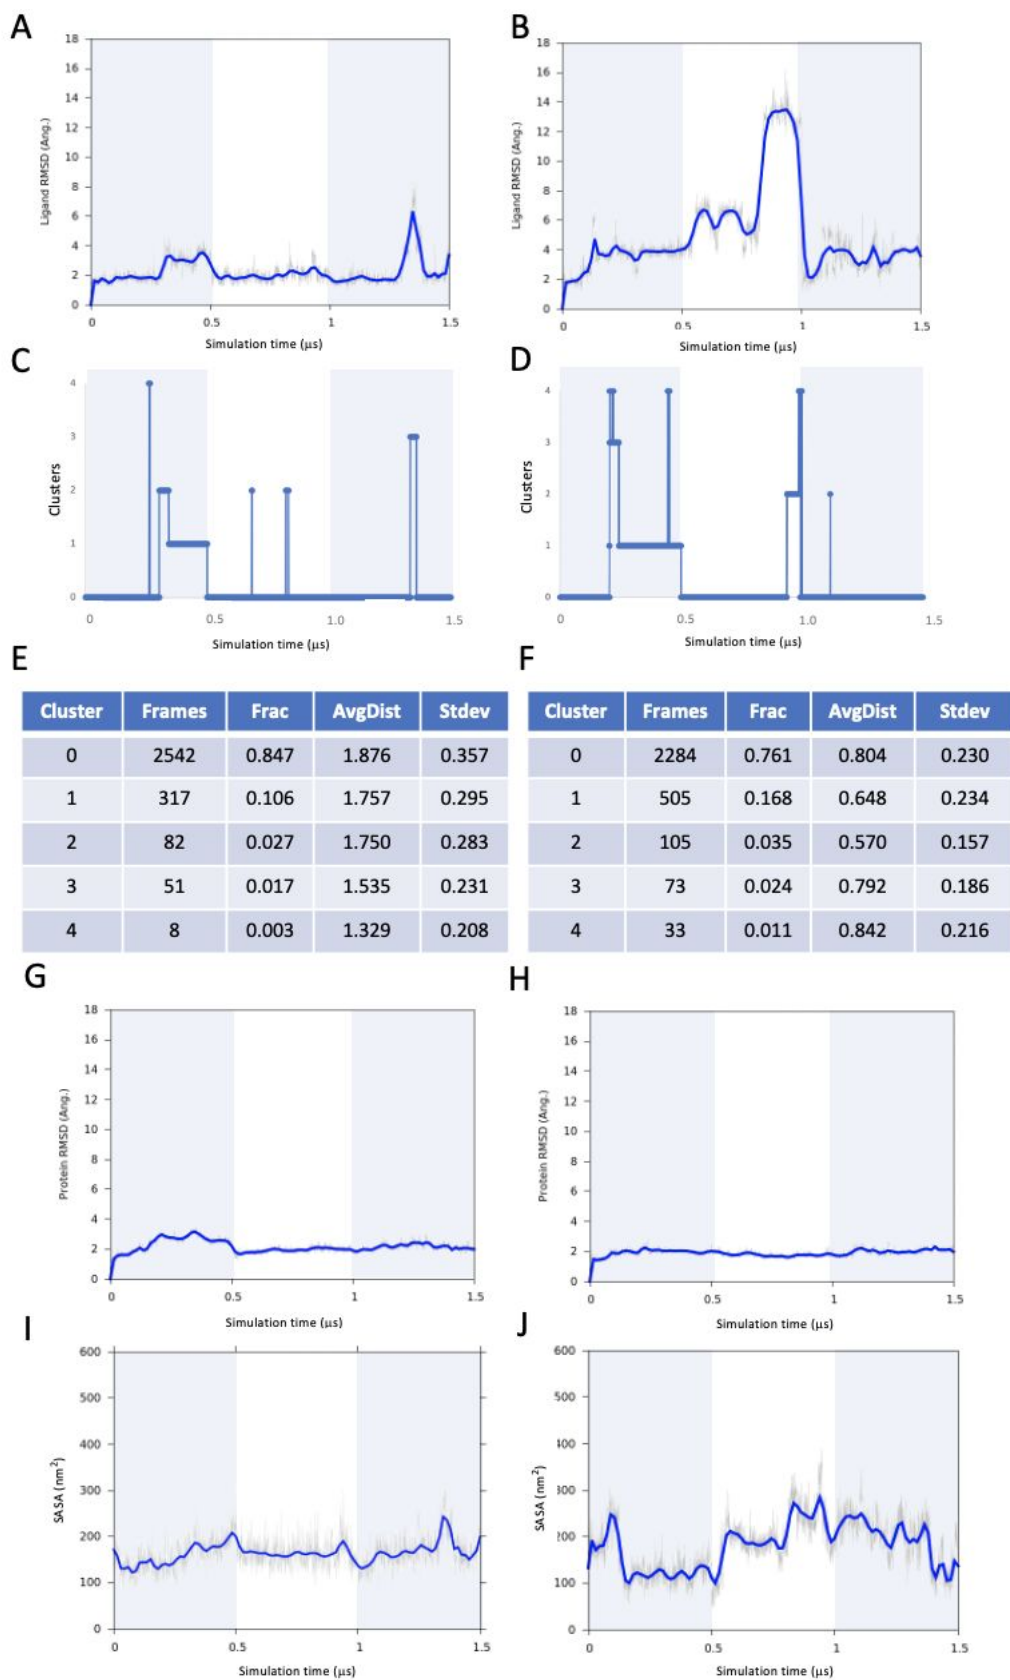 A
B
18
16
14
12
10
8
6
4
2
0
Ligand RMSD (Ang.)
0 0.5 1 1.5
Simulation time (μs)
18
16
14
12
10
8
6
4
2
0
Ligand RMSD (Ang.)
0 0.5 1 1.5
Simulation time (μs)
C
D
4
3
2
1
0
Clusters
0 0.5 1.0 1.5
Simulation time (μs)
4
3
2
1
0
Clusters
0 0.5 1.0 1.5
Simulation time (μs)
E
F
Cluster Frames Frac AvgDist Stdev
0 2542 0.847 1.876 0.357
1 317 0.106 1.757 0.295
2 82 0.027 1.750 0.283
3 51 0.017 1.535 0.231
4 8 0.003 1.329 0.208
Cluster Frames Frac AvgDist Stdev
0 2284 0.761 0.804 0.230
1 505 0.168 0.648 0.234
2 105 0.035 0.570 0.157
3 73 0.024 0.792 0.186
4 33 0.011 0.842 0.216
G
H
18
16
14
12
10
8
6
4
2
0
Protein RMSD (Ang.)
0 0.5 1 1.5
Simulation time (μs)
18
16
14
12
10
8
6
4
2
0
Protein RMSD (Ang.)
0 0.5 1 1.5
Simulation time (μs)
I
J
600
500
400
300
200
100
0
SASA (nm²)
0 0.5 1 1.5
Simulation time (μs)
600
500
400
300
200
100
0
SASA (nm²)
0 0.5 1 1.5
Simulation time (μs)